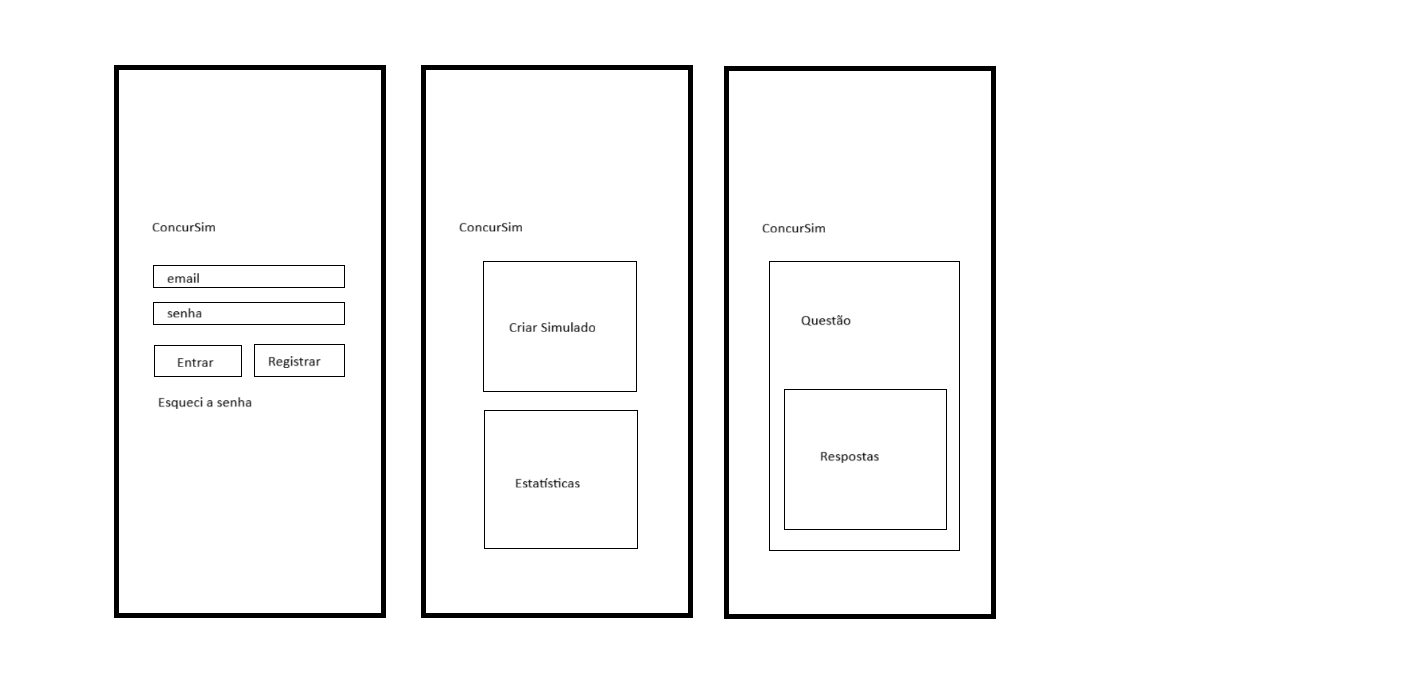 ConcurSim
email
senha
Entrar
Registrar
Esqueci a senha
ConcurSim
Criar Simulado
Estatísticas
ConcurSim
Questão
Respostas